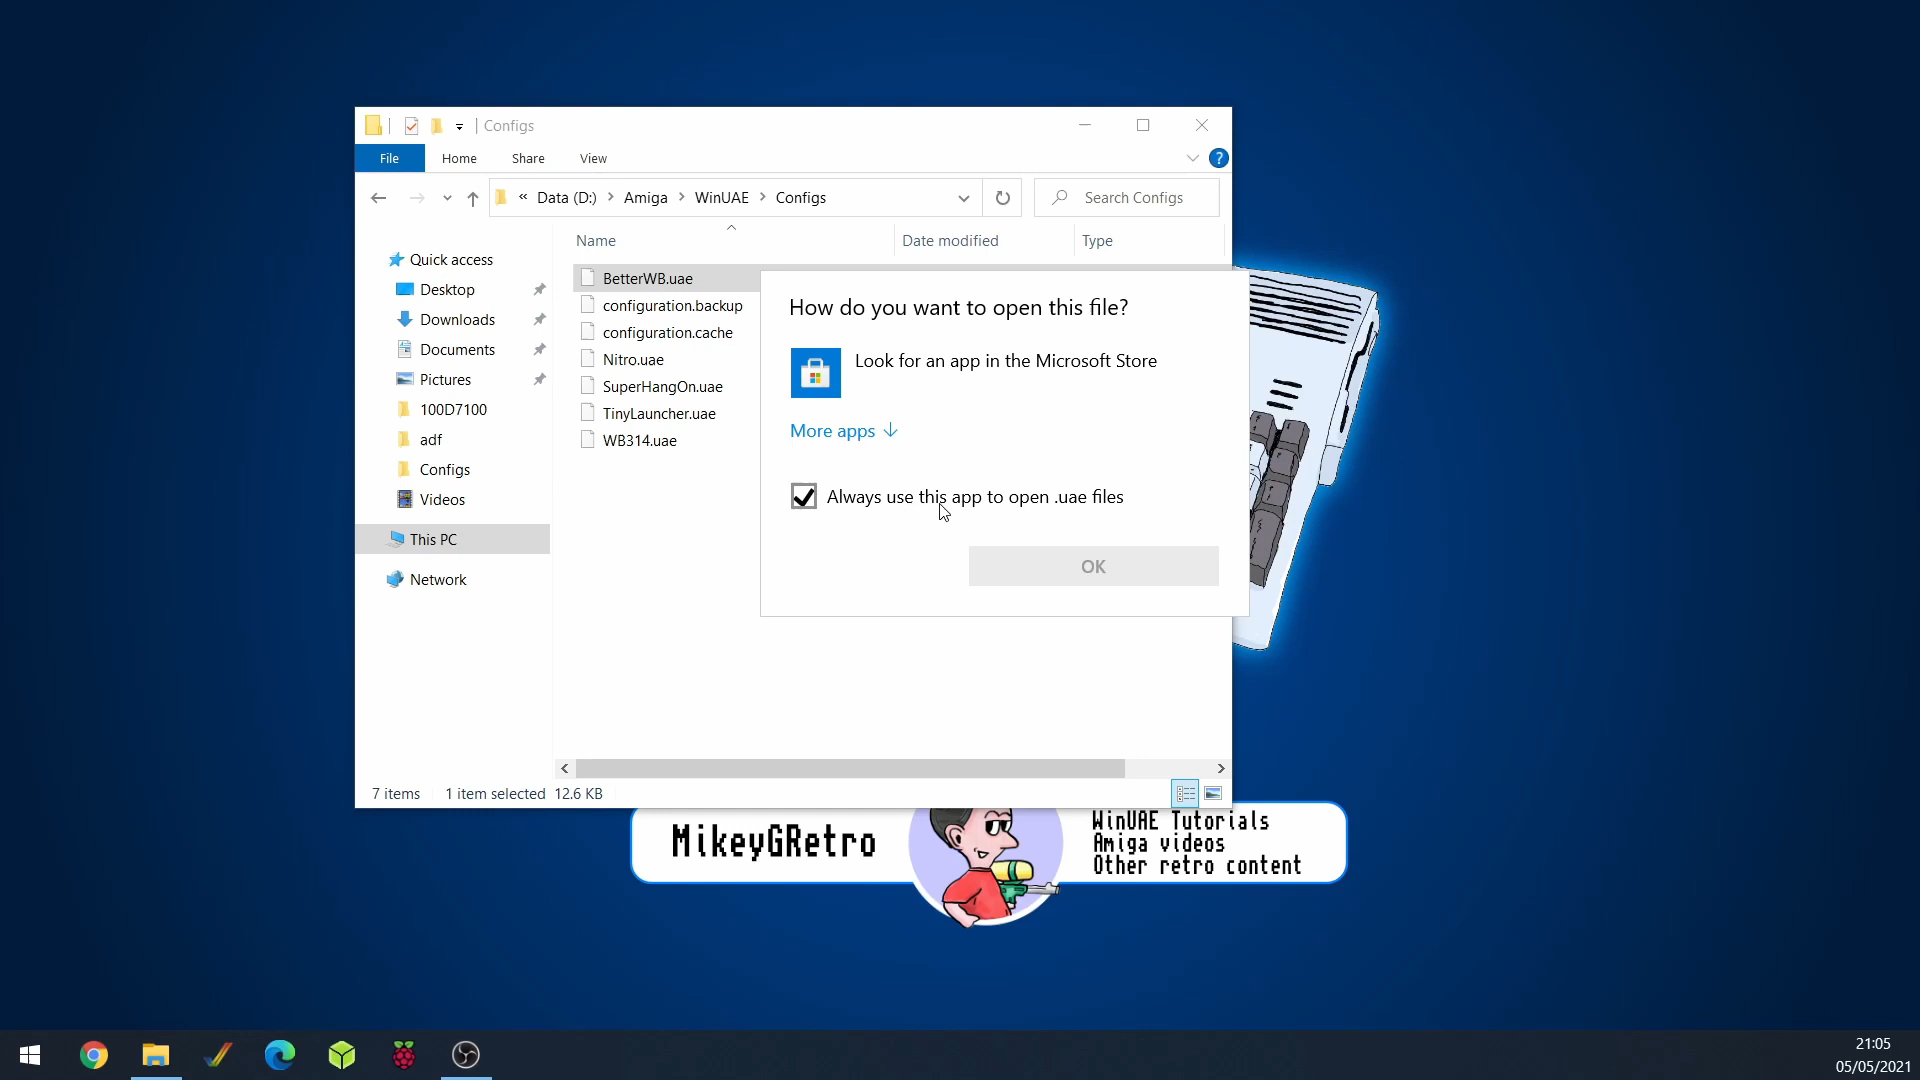 Configs
File Home Share View
« Data (D:) > Amiga > WinUAE > Configs
Search Configs
Name Date modified Type
Quick access
Desktop
Downloads
Documents
Pictures
100D7100
adf
Configs
Videos
This PC
Network
BetterWB.uae
configuration.backup
configuration.cache
Nitro.uae
SuperHangOn.uae
TinyLauncher.uae
WB314.uae
How do you want to open this file?
Look for an app in the Microsoft Store
More apps ↓
Always use this app to open .uae files
OK
7 items 1 item selected 12.6 KB
MikeyGRetro
WinUAE Tutorials
Amiga videos
Other retro content
21:05
05/05/2021